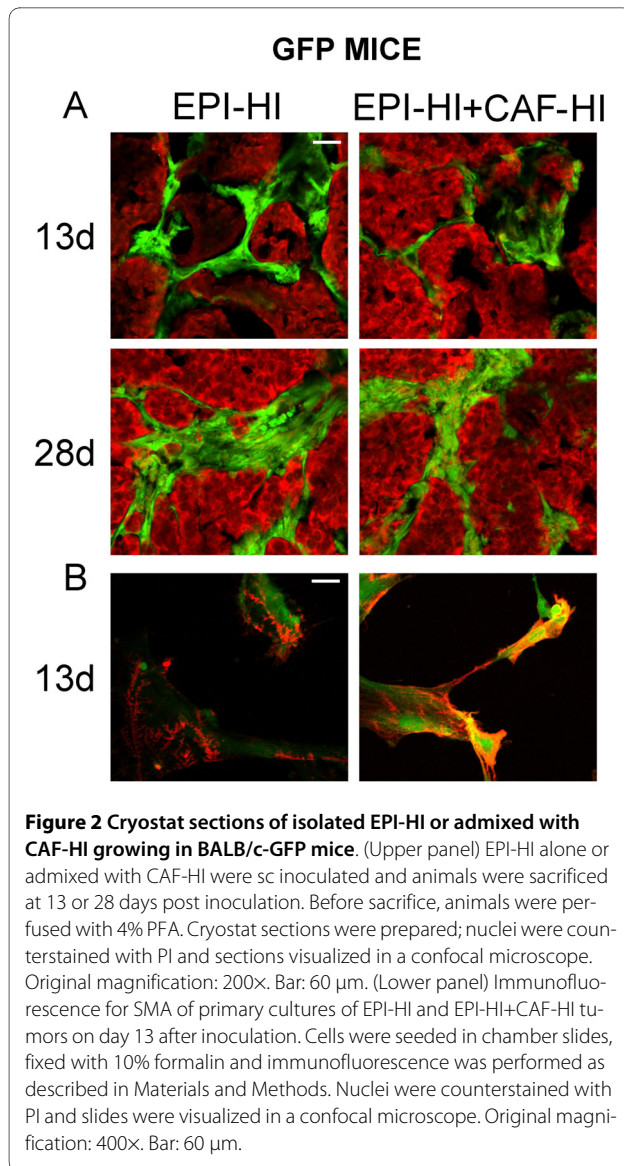 GFP MICE
A EPI-HI EPI-HI+CAF-HI
13d
28d
B
13d
Figure 2 Cryostat sections of isolated EPI-HI or admixed with
CAF-HI growing in BALB/c-GFP mice. (Upper panel) EPI-HI alone or
admixed with CAF-HI were sc inoculated and animals were sacrificed
at 13 or 28 days post inoculation. Before sacrifice, animals were per-
fused with 4% PFA. Cryostat sections were prepared; nuclei were coun-
terstained with PI and sections visualized in a confocal microscope.
Original magnification: 200×. Bar: 60 μm. (Lower panel) Immunofluo-
rescence for SMA of primary cultures of EPI-HI and EPI-HI+CAF-HI tu-
mors on day 13 after inoculation. Cells were seeded in chamber slides,
fixed with 10% formalin and immunofluorescence was performed as
described in Materials and Methods. Nuclei were counterstained with
PI and slides were visualized in a confocal microscope. Original magni-
fication: 400×. Bar: 60 μm.